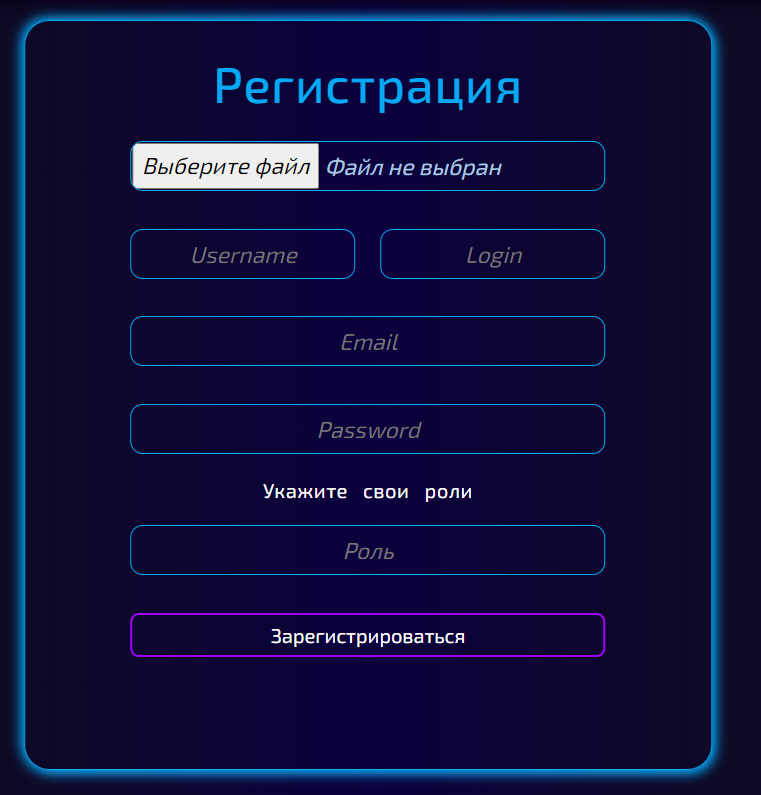 Регистрация
Выберите файл Файл не выбран
Username Login
Email
Password
Укажите свои роли
Роль
Зарегистрироваться